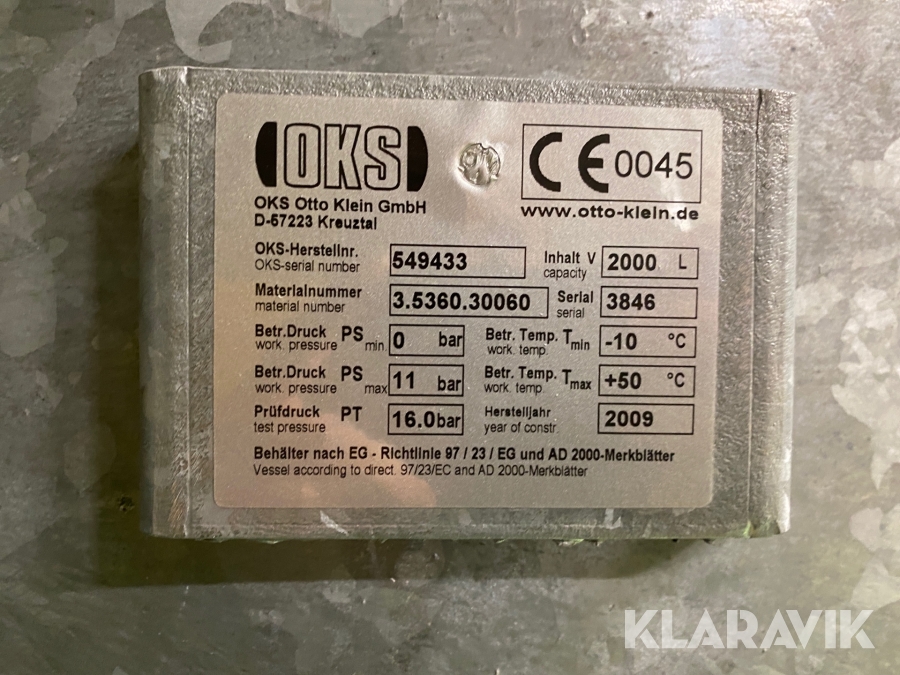 OKS
CE 0045
OKS Otto Klein GmbH
D-57223 Kreuztal
www.otto-klein.de
OKS-Herstellnr. 549433 Inhalt V 2000 L
OKS-serial number capacity
Materialnummer 3.5360.30060 Serial 3846
material number serial
Betr.Druck PS min 0 bar Betr. Temp. T min -10 °C
work. pressure work. temp.
Betr.Druck PS max 11 bar Betr. Temp. T max +50 °C
work. pressure work. temp.
Prüfdruck PT 16.0bar Herstelljahr 2009
test pressure year of constr.
Behälter nach EG - Richtlinie 97 / 23 / EG und AD 2000-Merkblätter
Vessel according to direct. 97/23/EC and AD 2000-Merkblätter
KLARAVIK